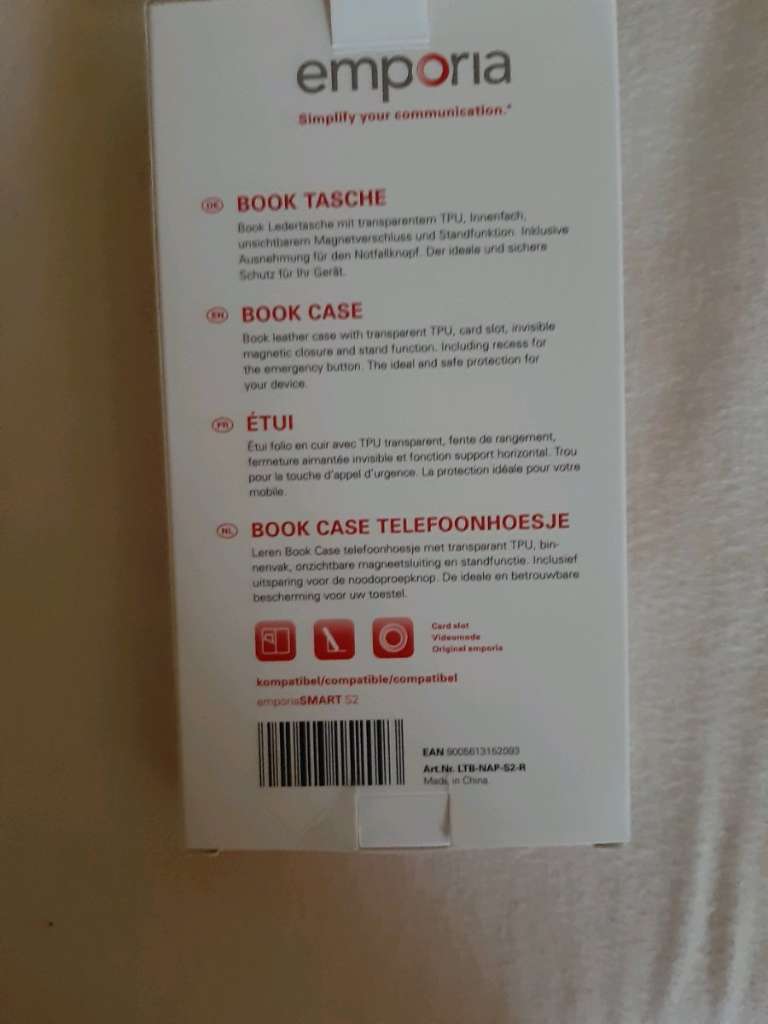 emporia
Simplify your communication.*
DE BOOK TASCHE
Book Ledertasche mit transparentem TPU, Innenfach,
unsichtbarem Magnetverschluss und Standfunktion. Inklusive
Ausnehmung für den Notfallknopf. Der ideale und sichere
Schutz für Ihr Gerät.
EN BOOK CASE
Book leather case with transparent TPU, card slot, invisible
magnetic closure and stand function. Including recess for
the emergency button. The ideal and safe protection for
your device.
FR ÉTUI
Étui folio en cuir avec TPU transparent, fente de rangement,
fermeture aimantée invisible et fonction support horizontal. Trou
pour la touche d'appel d'urgence. La protection idéale pour votre
mobile.
NL BOOK CASE TELEFOONHOESJE
Leren Book Case telefoonhoesje met transparant TPU, bin-
nenvak, onzichtbare magneetsluiting en standfunctie. Inclusief
uitsparing voor de noodoproepknop. De ideale en betrouwbare
bescherming voor uw toestel.
Card slot
Videomode
Original emporia
kompatibel/compatible/compatibel
emporiaSMART S2
EAN 9005613152093
Art.Nr. LTB-NAP-S2-R
Made in China.